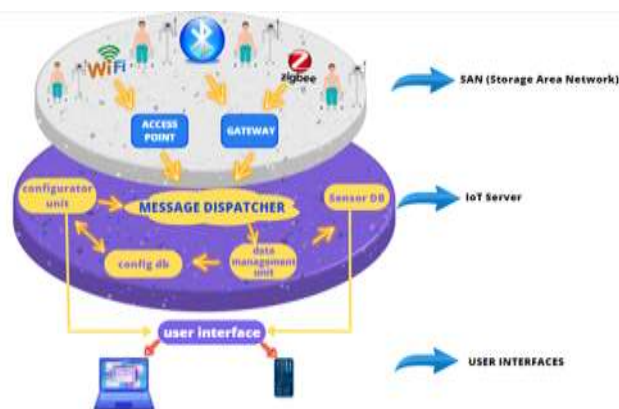 WiFi
zigbee
SAN (Storage Area Network)
ACCESS
POINT
GATEWAY
configurator
unit
MESSAGE DISPATCHER
Sensor DB
IoT Server
config db
data
management
unit
user interface
USER INTERFACES